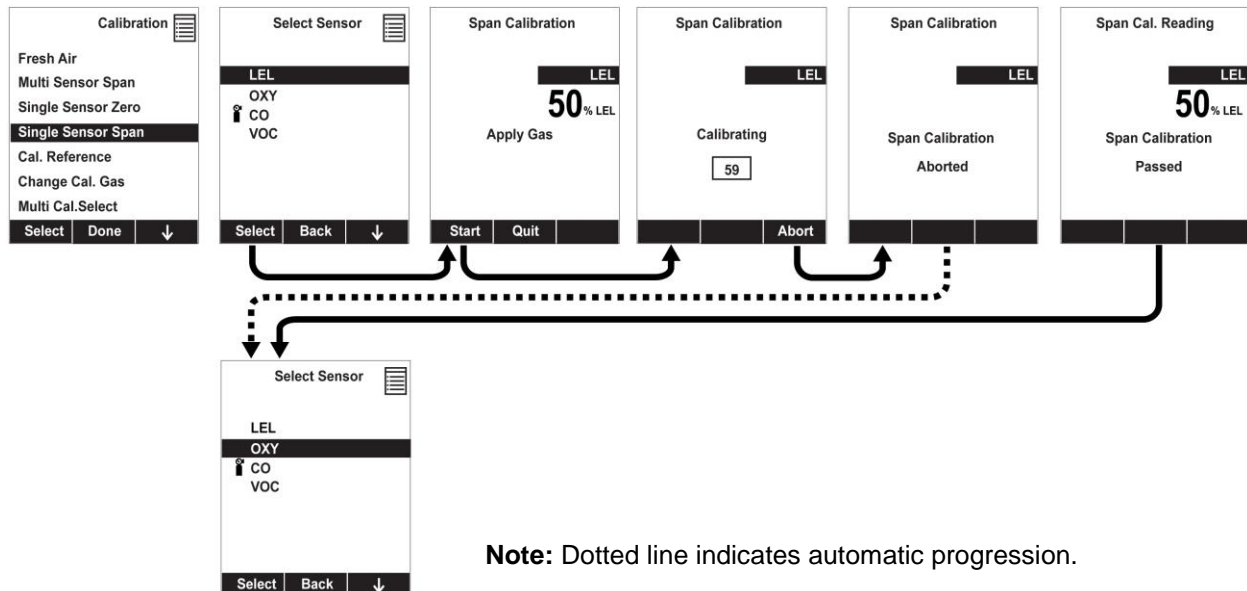 Calibration
Fresh Air
Multi Sensor Span
Single Sensor Zero
Single Sensor Span
Cal. Reference
Change Cal. Gas
Multi Cal.Select
Select Done ↓
Select Sensor
LEL
OXY
CO
VOC
Select Back ↓
Span Calibration
LEL
50 % LEL
Apply Gas
Start Quit
Span Calibration
LEL
Calibrating
59
Abort
Span Calibration
LEL
Span Calibration
Aborted
Span Cal. Reading
LEL
50 % LEL
Span Calibration
Passed
Select Sensor
LEL
OXY
CO
VOC
Select Back ↓
Note: Dotted line indicates automatic progression.